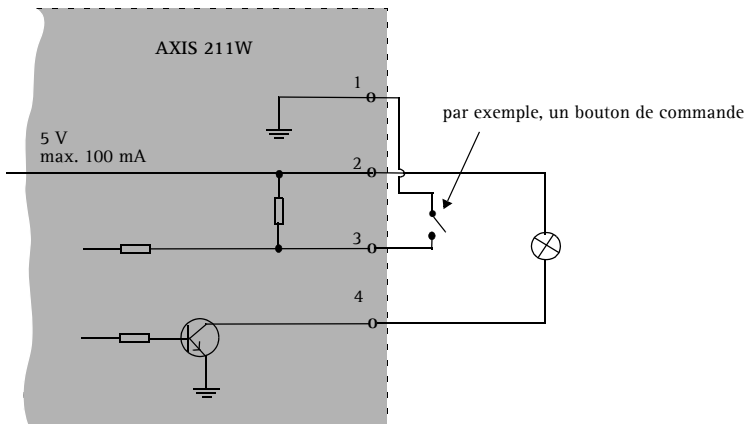 AXIS 211W
1
par exemple, un bouton de commande
5 V
max. 100 mA
2
3
4